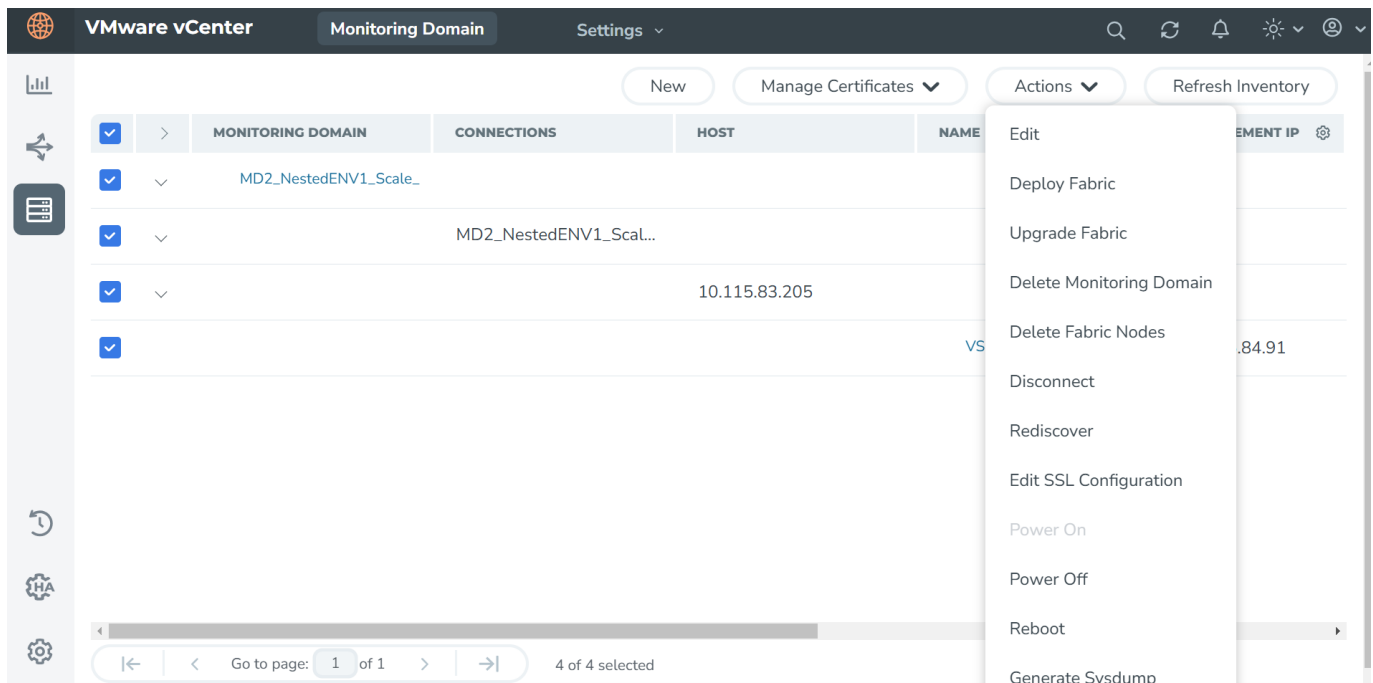 VMware vCenter Monitoring Domain Settings
New Manage Certificates Actions Refresh Inventory
MONITORING DOMAIN CONNECTIONS HOST NAME EMENT IP
MD2_NestedENV1_Scale_
MD2_NestedENV1_Scal...
10.115.83.205
VS .84.91
Edit
Deploy Fabric
Upgrade Fabric
Delete Monitoring Domain
Delete Fabric Nodes
Disconnect
Rediscover
Edit SSL Configuration
Power On
Power Off
Reboot
Generate Sysdump
HA
Go to page: 1 of 1 4 of 4 selected